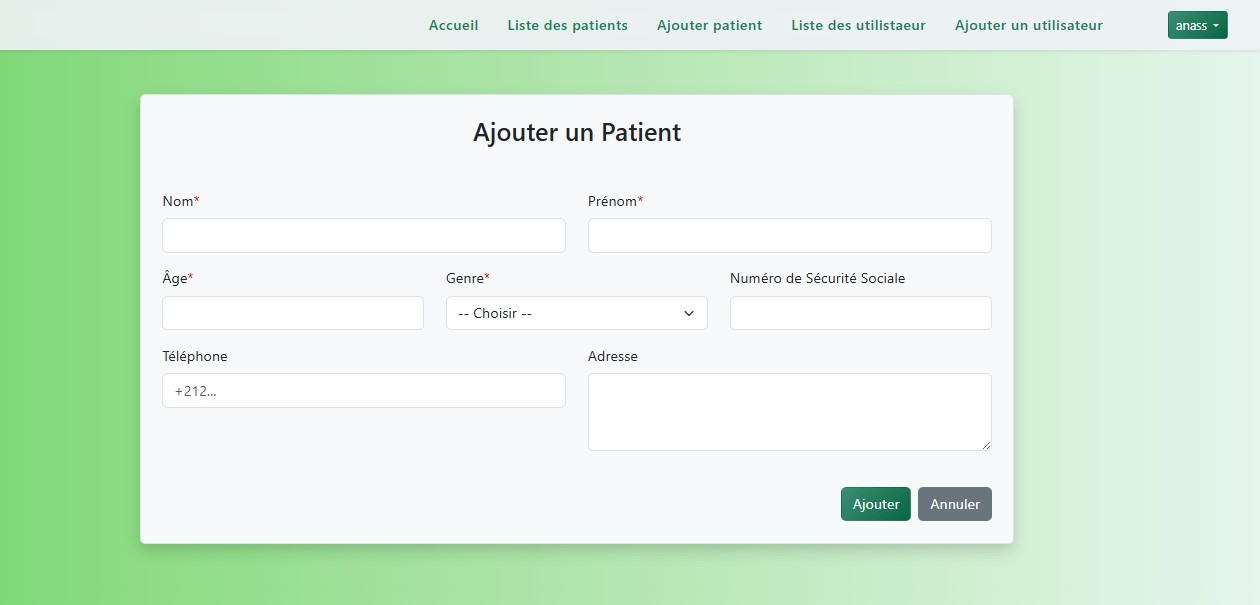 Accueil Liste des patients Ajouter patient Liste des utilistaeur Ajouter un utilisateur anass
Ajouter un Patient
Nom* Prénom*
Âge* Genre* Numéro de Sécurité Sociale
-- Choisir --
Téléphone Adresse
+212...
Ajouter Annuler